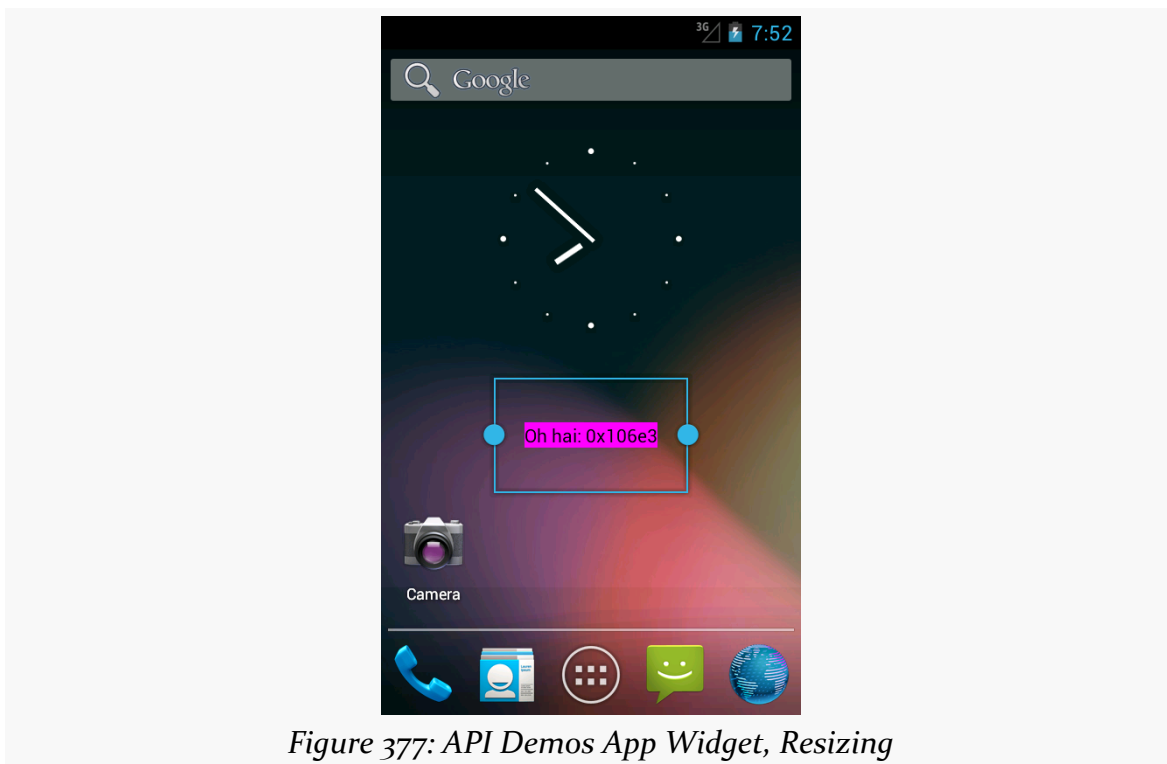 3G 7:52
Google
Oh hai: 0x106e3
Camera
Figure 377: API Demos App Widget, Resizing